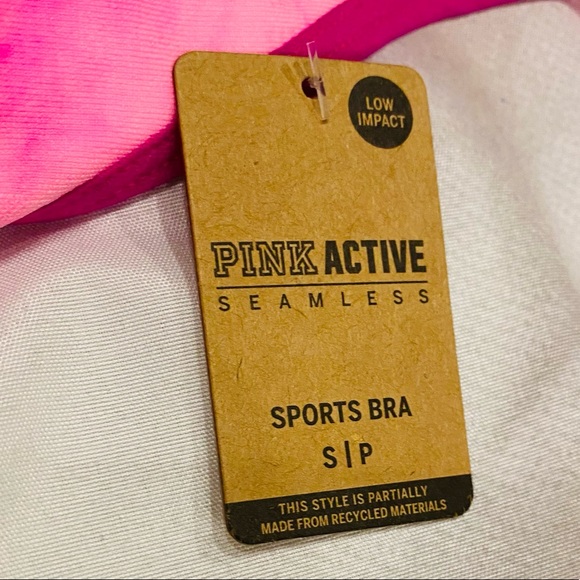 LOW
IMPACT
PINK ACTIVE
SEAMLESS
SPORTS BRA
S|P
THIS STYLE IS PARTIALLY
MADE FROM RECYCLED MATERIALS